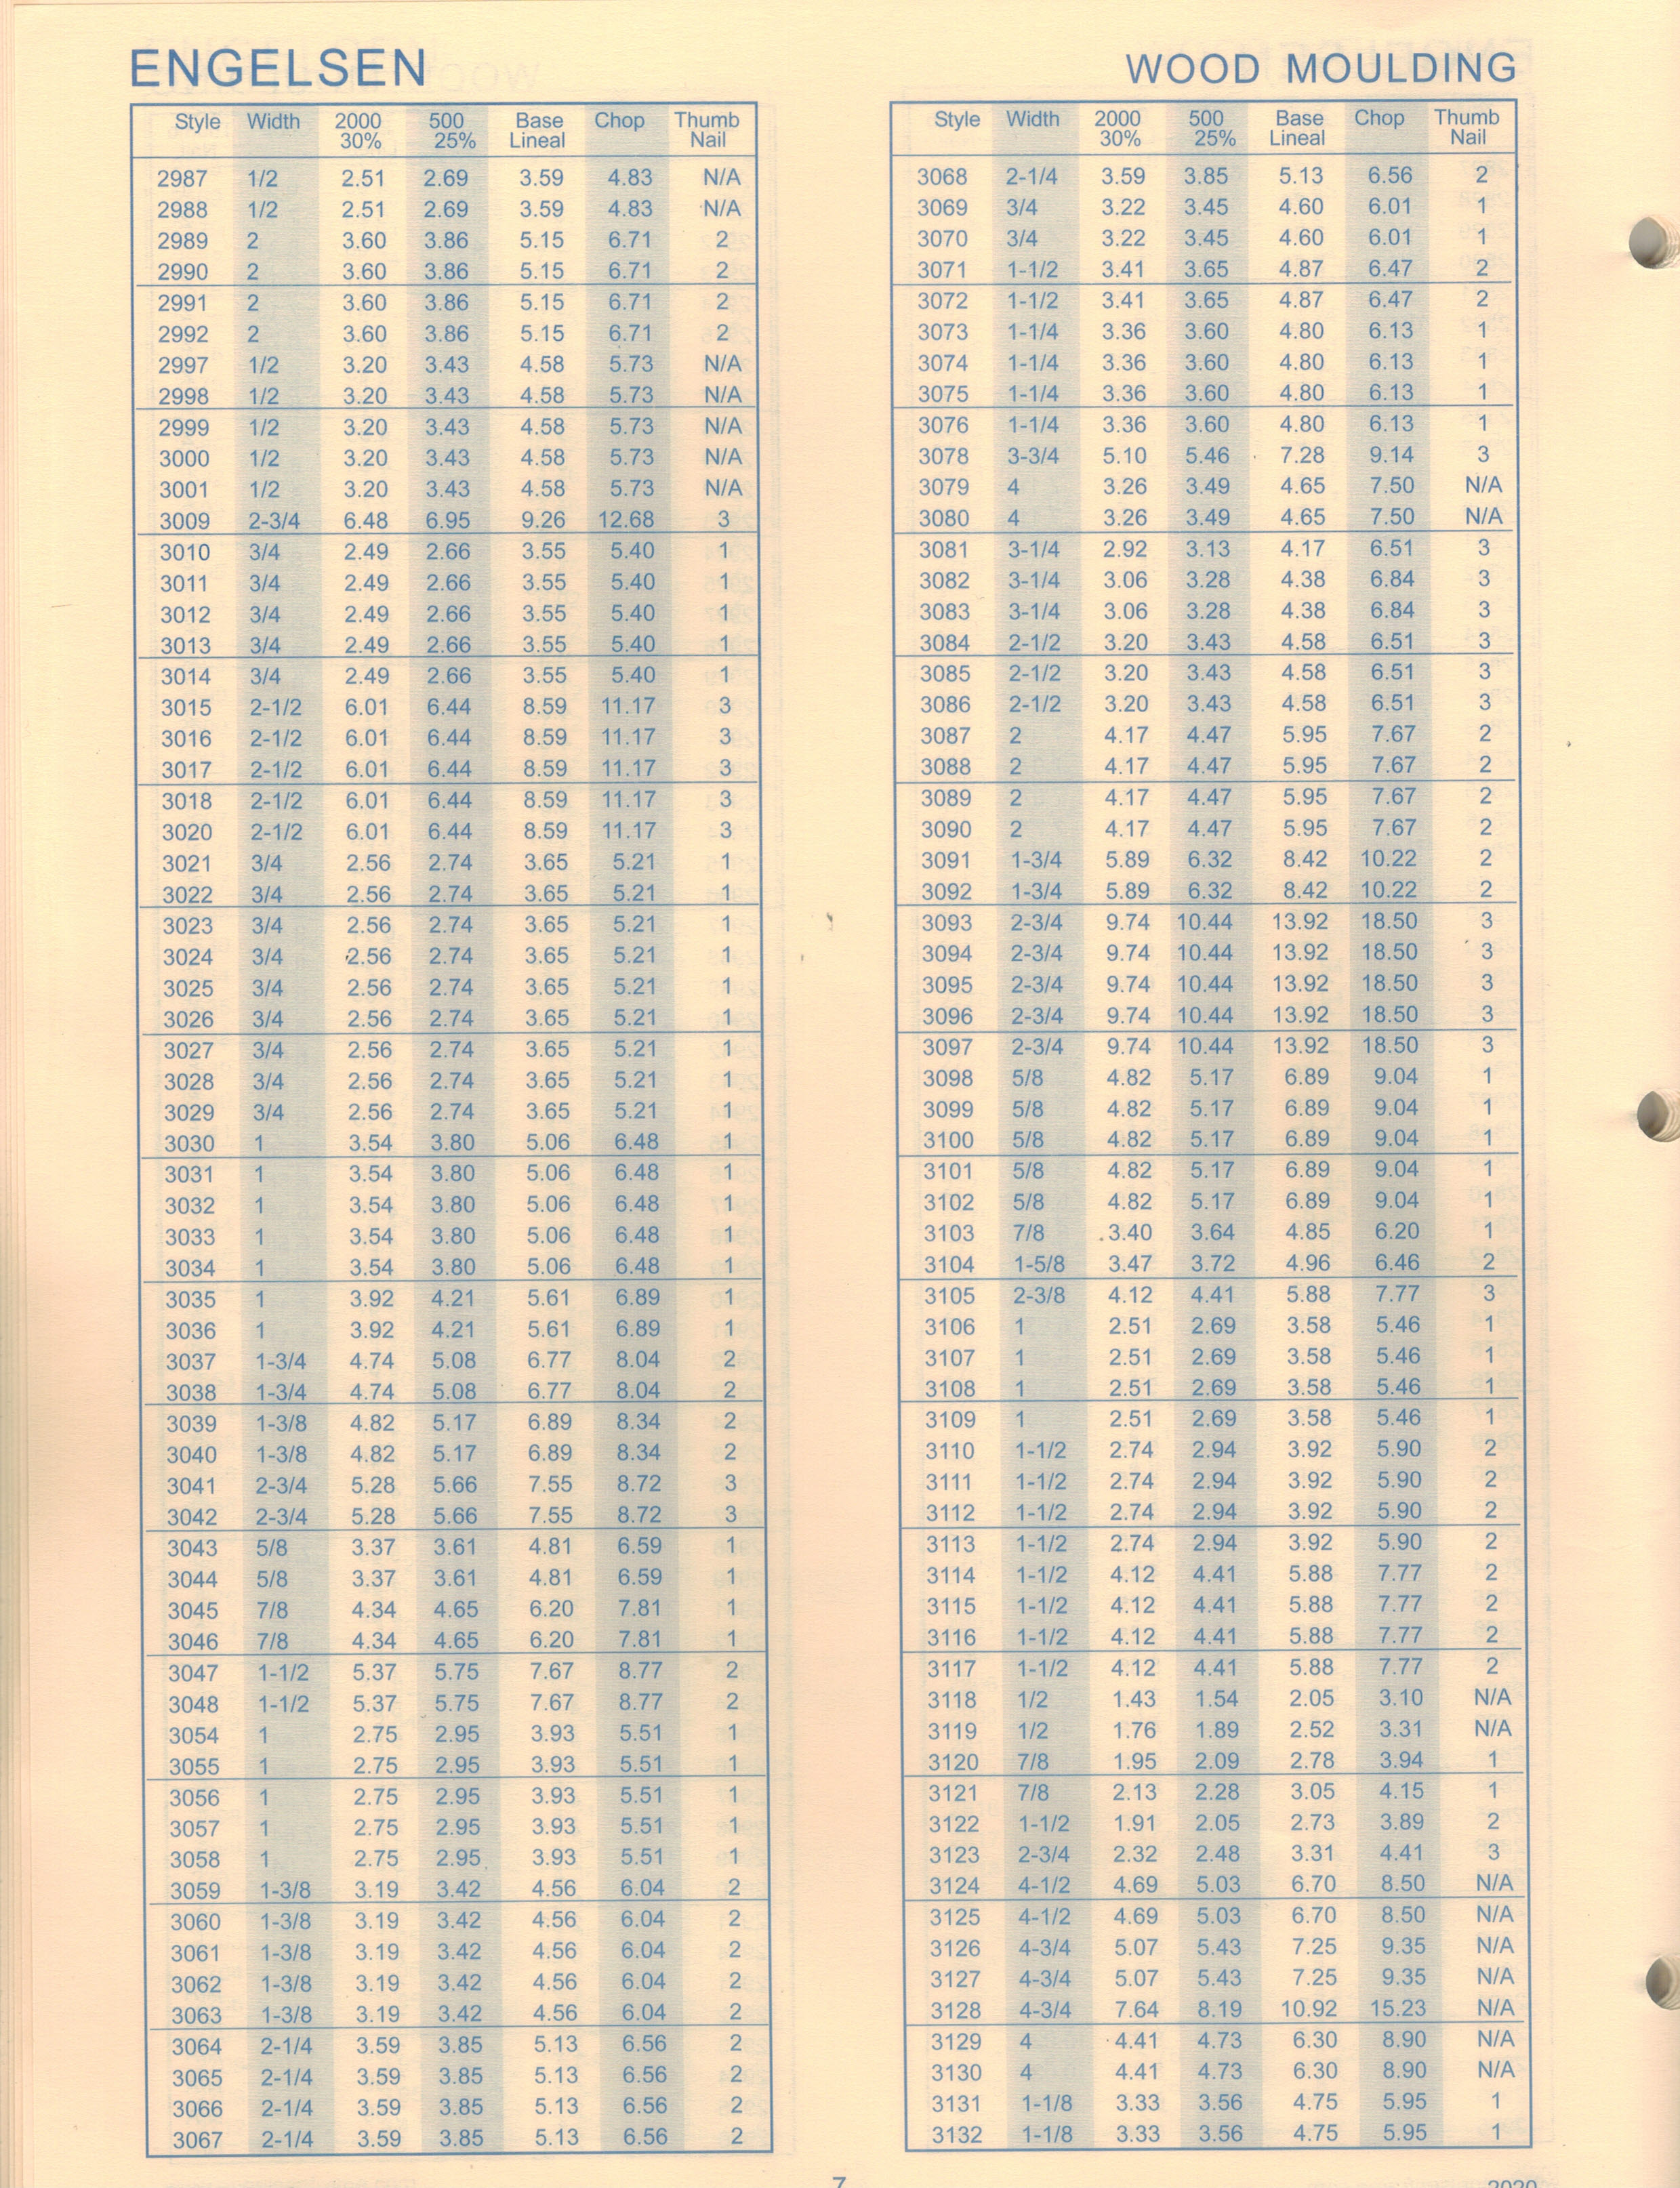 ENGELSEN
Style Width 2000 500 Base Chop Thumb
30% 25% Lineal Nail
2987 1/2 2.51 2.69 3.59 4.83 N/A
2988 1/2 2.51 2.69 3.59 4.83 N/A
2989 2 3.60 3.86 5.15 6.71 2
2990 2 3.60 3.86 5.15 6.71 2
2991 2 3.60 3.86 5.15 6.71 2
2992 2 3.60 3.86 5.15 6.71 2
2997 1/2 3.20 3.43 4.58 5.73 N/A
2998 1/2 3.20 3.43 4.58 5.73 N/A
2999 1/2 3.20 3.43 4.58 5.73 N/A
3000 1/2 3.20 3.43 4.58 5.73 N/A
3001 1/2 3.20 3.43 4.58 5.73 N/A
3009 2-3/4 6.48 6.95 9.26 12.68 3
3010 3/4 2.49 2.66 3.55 5.40 1
3011 3/4 2.49 2.66 3.55 5.40 1
3012 3/4 2.49 2.66 3.55 5.40 1
3013 3/4 2.49 2.66 3.55 5.40 1
3014 3/4 2.49 2.66 3.55 5.40 1
3015 2-1/2 6.01 6.44 8.59 11.17 3
3016 2-1/2 6.01 6.44 8.59 11.17 3
3017 2-1/2 6.01 6.44 8.59 11.17 3
3018 2-1/2 6.01 6.44 8.59 11.17 3
3020 2-1/2 6.01 6.44 8.59 11.17 3
3021 3/4 2.56 2.74 3.65 5.21 1
3022 3/4 2.56 2.74 3.65 5.21 1
3023 3/4 2.56 2.74 3.65 5.21 1
3024 3/4 2.56 2.74 3.65 5.21 1
3025 3/4 2.56 2.74 3.65 5.21 1
3026 3/4 2.56 2.74 3.65 5.21 1
3027 3/4 2.56 2.74 3.65 5.21 1
3028 3/4 2.56 2.74 3.65 5.21 1
3029 3/4 2.56 2.74 3.65 5.21 1
3030 1 3.54 3.80 5.06 6.48 1
3031 1 3.54 3.80 5.06 6.48 1
3032 1 3.54 3.80 5.06 6.48 1
3033 1 3.54 3.80 5.06 6.48 1
3034 1 3.54 3.80 5.06 6.48 1
3035 1 3.92 4.21 5.61 6.89 1
3036 1 3.92 4.21 5.61 6.89 1
3037 1-3/4 4.74 5.08 6.77 8.04 2
3038 1-3/4 4.74 5.08 6.77 8.04 2
3039 1-3/8 4.82 5.17 6.89 8.34 2
3040 1-3/8 4.82 5.17 6.89 8.34 2
3041 2-3/4 5.28 5.66 7.55 8.72 3
3042 2-3/4 5.28 5.66 7.55 8.72 3
3043 5/8 3.37 3.61 4.81 6.59 1
3044 5/8 3.37 3.61 4.81 6.59 1
3045 7/8 4.34 4.65 6.20 7.81 1
3046 7/8 4.34 4.65 6.20 7.81 1
3047 1-1/2 5.37 5.75 7.67 8.77 2
3048 1-1/2 5.37 5.75 7.67 8.77 2
3054 1 2.75 2.95 3.93 5.51 1
3055 1 2.75 2.95 3.93 5.51 1
3056 1 2.75 2.95 3.93 5.51 1
3057 1 2.75 2.95 3.93 5.51 1
3058 1 2.75 2.95 3.93 5.51 1
3059 1-3/8 3.19 3.42 4.56 6.04 2
3060 1-3/8 3.19 3.42 4.56 6.04 2
3061 1-3/8 3.19 3.42 4.56 6.04 2
3062 1-3/8 3.19 3.42 4.56 6.04 2
3063 1-3/8 3.19 3.42 4.56 6.04 2
3064 2-1/4 3.59 3.85 5.13 6.56 2
3065 2-1/4 3.59 3.85 5.13 6.56 2
3066 2-1/4 3.59 3.85 5.13 6.56 2
3067 2-1/4 3.59 3.85 5.13 6.56 2
WOOD MOULDING
Style Width 2000 500 Base Chop Thumb
30% 25% Lineal Nail
3068 2-1/4 3.59 3.85 5.13 6.56 2
3069 3/4 3.22 3.45 4.60 6.01 1
3070 3/4 3.22 3.45 4.60 6.01 1
3071 1-1/2 3.41 3.65 4.87 6.47 2
3072 1-1/2 3.41 3.65 4.87 6.47 2
3073 1-1/4 3.36 3.60 4.80 6.13 1
3074 1-1/4 3.36 3.60 4.80 6.13 1
3075 1-1/4 3.36 3.60 4.80 6.13 1
3076 1-1/4 3.36 3.60 4.80 6.13 1
3078 3-3/4 5.10 5.46 7.28 9.14 3
3079 4 3.26 3.49 4.65 7.50 N/A
3080 4 3.26 3.49 4.65 7.50 N/A
3081 3-1/4 2.92 3.13 4.17 6.51 3
3082 3-1/4 3.06 3.28 4.38 6.84 3
3083 3-1/4 3.06 3.28 4.38 6.84 3
3084 2-1/2 3.20 3.43 4.58 6.51 3
3085 2-1/2 3.20 3.43 4.58 6.51 3
3086 2-1/2 3.20 3.43 4.58 6.51 3
3087 2 4.17 4.47 5.95 7.67 2
3088 2 4.17 4.47 5.95 7.67 2
3089 2 4.17 4.47 5.95 7.67 2
3090 2 4.17 4.47 5.95 7.67 2
3091 1-3/4 5.89 6.32 8.42 10.22 2
3092 1-3/4 5.89 6.32 8.42 10.22 2
3093 2-3/4 9.74 10.44 13.92 18.50 3
3094 2-3/4 9.74 10.44 13.92 18.50 3
3095 2-3/4 9.74 10.44 13.92 18.50 3
3096 2-3/4 9.74 10.44 13.92 18.50 3
3097 2-3/4 9.74 10.44 13.92 18.50 3
3098 5/8 4.82 5.17 6.89 9.04 1
3099 5/8 4.82 5.17 6.89 9.04 1
3100 5/8 4.82 5.17 6.89 9.04 1
3101 5/8 4.82 5.17 6.89 9.04 1
3102 5/8 4.82 5.17 6.89 9.04 1
3103 7/8 3.40 3.64 4.85 6.20 1
3104 1-5/8 3.47 3.72 4.96 6.46 2
3105 2-3/8 4.12 4.41 5.88 7.77 3
3106 1 2.51 2.69 3.58 5.46 1
3107 1 2.51 2.69 3.58 5.46 1
3108 1 2.51 2.69 3.58 5.46 1
3109 1 2.51 2.69 3.58 5.46 1
3110 1-1/2 2.74 2.94 3.92 5.90 2
3111 1-1/2 2.74 2.94 3.92 5.90 2
3112 1-1/2 2.74 2.94 3.92 5.90 2
3113 1-1/2 2.74 2.94 3.92 5.90 2
3114 1-1/2 4.12 4.41 5.88 7.77 2
3115 1-1/2 4.12 4.41 5.88 7.77 2
3116 1-1/2 4.12 4.41 5.88 7.77 2
3117 1-1/2 4.12 4.41 5.88 7.77 2
3118 1/2 1.43 1.54 2.05 3.10 N/A
3119 1/2 1.76 1.89 2.52 3.31 N/A
3120 7/8 1.95 2.09 2.78 3.94 1
3121 7/8 2.13 2.28 3.05 4.15 1
3122 1-1/2 1.91 2.05 2.73 3.89 2
3123 2-3/4 2.32 2.48 3.31 4.41 3
3124 4-1/2 4.69 5.03 6.70 8.50 N/A
3125 4-1/2 4.69 5.03 6.70 8.50 N/A
3126 4-3/4 5.07 5.43 7.25 9.35 N/A
3127 4-3/4 5.07 5.43 7.25 9.35 N/A
3128 4-3/4 7.64 8.19 10.92 15.23 N/A
3129 4 4.41 4.73 6.30 8.90 N/A
3130 4 4.41 4.73 6.30 8.90 N/A
3131 1-1/8 3.33 3.56 4.75 5.95 1
3132 1-1/8 3.33 3.56 4.75 5.95 1
7
2020